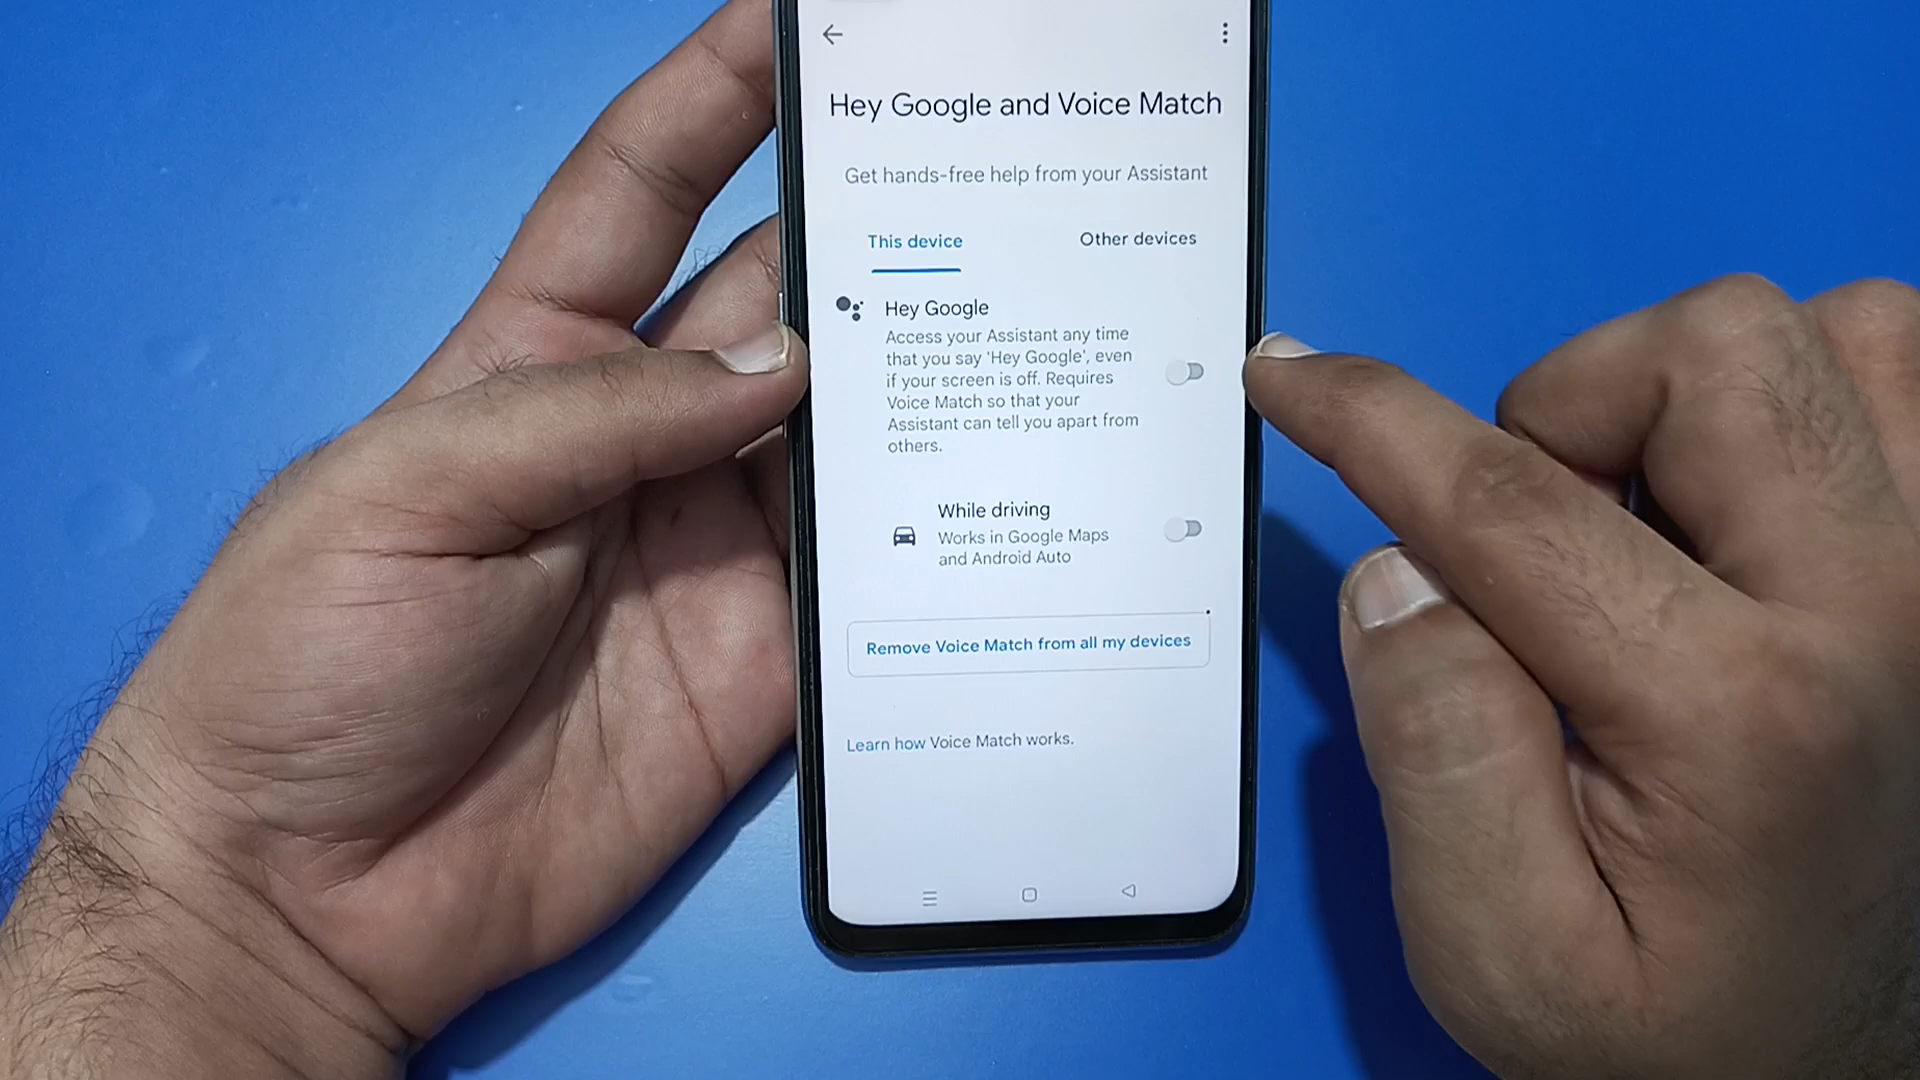 Hey Google and Voice Match
Get hands-free help from your Assistant
This device
Other devices
Hey Google
Access your Assistant any time
that you say 'Hey Google', even
if your screen is off. Requires
Voice Match so that your
Assistant can tell you apart from
others.
While driving
Works in Google Maps
and Android Auto
Remove Voice Match from all my devices
Learn how Voice Match works.